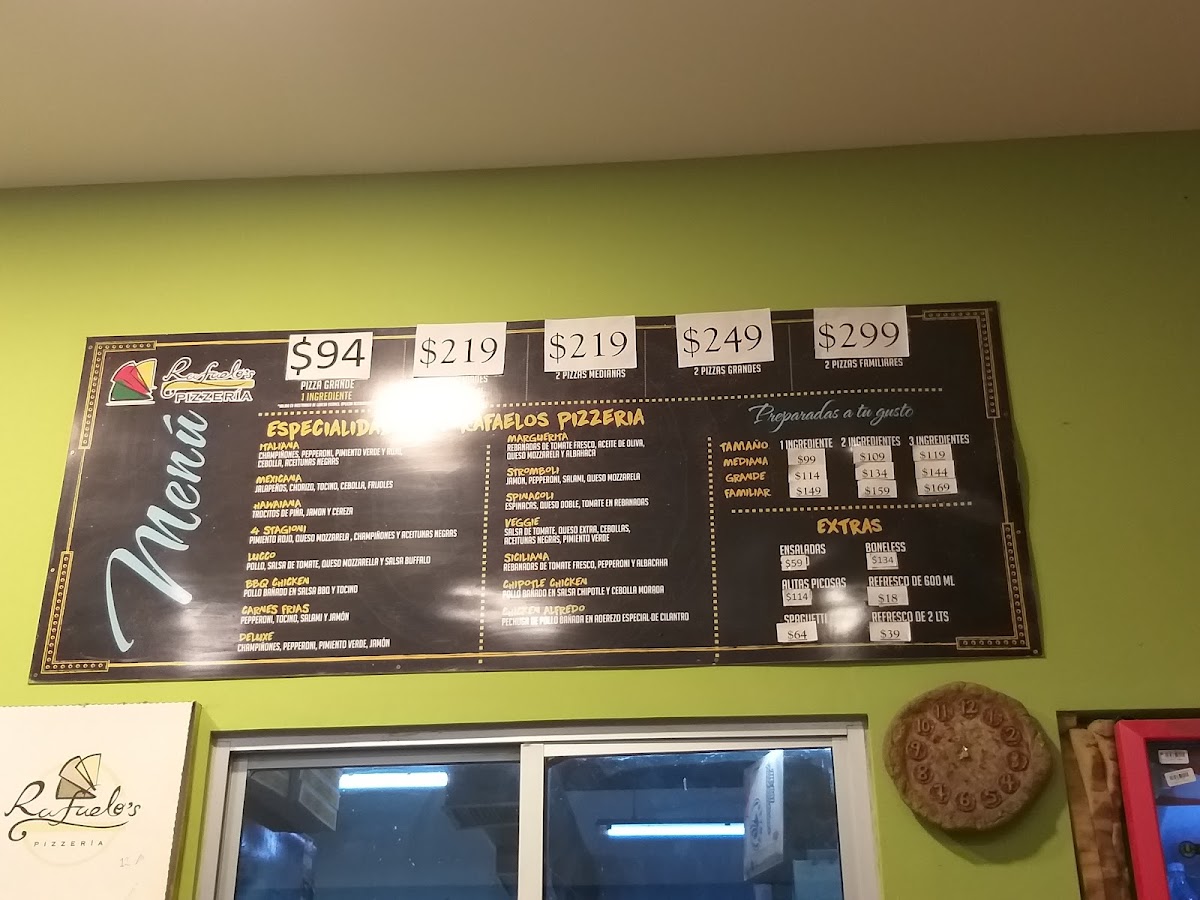 Menú
Rafaelo's
PIZZERÍA
$94
PIZZA GRANDE
1 INGREDIENTE
$219
$219
2 PIZZAS MEDIANAS
$249
2 PIZZAS GRANDES
$299
2 PIZZAS FAMILIARES
RAFAELOS PIZZERIA
ITALIANA
CHAMPIÑONES, PEPPERONI, PIMIENTO VERDE Y ROJO,
CEBOLLA, ACEITUNAS NEGRAS
MEXICANA
JALAPEÑOS, CHORIZO, TOCINO, CEBOLLA, FRIJOLES
HAWAIANA
TROCITOS DE PIÑA, JAMON Y CEREZA
4 STAGIONI
PIMIENTO ROJO, QUESO MOZZARELA , CHAMPIÑONES Y ACEITUNAS NEGRAS
LUCCO
POLLO, SALSA DE TOMATE, QUESO MOZZARELLA Y SALSA BUFFALO
BBQ CHICKEN
POLLO BAÑADO EN SALSA BBQ Y TOCINO
CARNES FRIAS
PEPPERONI, TOCINO, SALAMI Y JAMÓN
DELUXE
CHAMPIÑONES, PEPPERONI, PIMIENTO VERDE, JAMÓN
MARGUERITA
REBANADAS DE TOMATE FRESCO, ACEITE DE OLIVA,
QUESO MOZZARELA Y ALBAHACA
STROMBOLI
JAMON, PEPPERONI, SALAMI, QUESO MOZZARELA
SPINACOLI
ESPINACAS, QUESO DOBLE, TOMATE EN REBANADAS
VEGGIE
SALSA DE TOMATE, QUESO EXTRA, CEBOLLAS,
ACEITUNAS NEGRAS, PIMIENTO VERDE
SICILIANA
REBANADAS DE TOMATE FRESCO, PEPPERONI Y ALBACAHA
CHIPOTLE CHICKEN
POLLO BAÑADO EN SALSA CHIPOTLE Y CEBOLLA MORADA
CHICKEN ALFREDO
PECHUGA DE POLLO BAÑADA EN ADEREZO ESPECIAL DE CILANTRO
Preparadas a tu gusto
TAMAÑO 1 INGREDIENTE 2 INGREDIENTES 3 INGREDIENTES
MEDIANA $99 $109 $119
GRANDE $114 $134 $144
FAMILIAR $149 $159 $169
EXTRAS
ENSALADAS BONELESS
$59 $134
ALITAS PICOSAS REFRESCO DE 600 ML
$114 $18
SPAGHETTI REFRESCO DE 2 LTS
$64 $39
Rafaelo's
PIZZERÍA